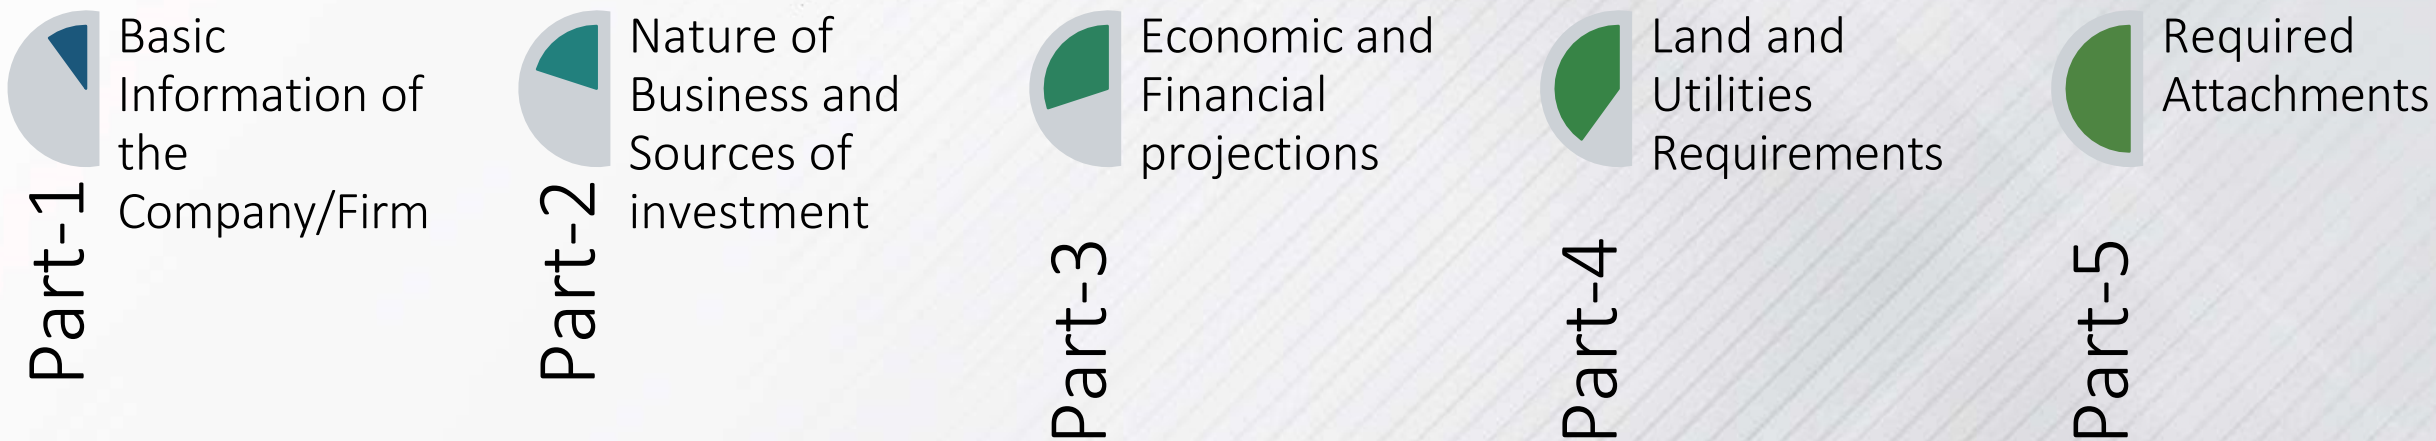 Part-1
Basic
Information of
the
Company/Firm
Part-2
Nature of
Business and
Sources of
investment
Part-3
Economic and
Financial
projections
Part-4
Land and
Utilities
Requirements
Part-5
Required
Attachments